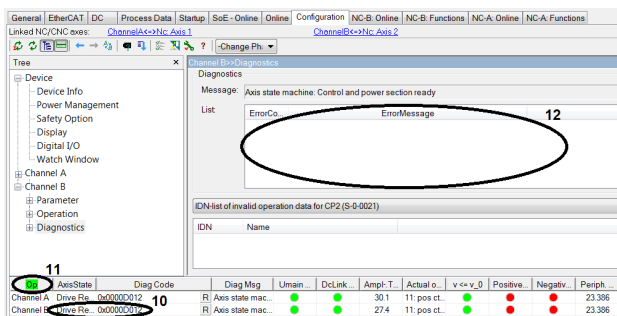 General EtherCAT DC Process Data Startup SoE - Online Online Configuration NC-B: Online NC-B: Functions NC-A: Online NC-A: Functions
Linked NC/CNC axes: ChannelA<=>Nc: Axis 1 ChannelB<=>Nc: Axis 2
? -Change Ph:
Tree × Channel B>>Diagnostics
Device
Device Info
Power Management
Safety Option
Display
Digital I/O
Watch Window
Channel A
Channel B
Parameter
Operation
Diagnostics
Diagnostics
Message: Axis state machine: Control and power section ready
List ErrorCo... ErrorMessage 12
IDN-list of invalid operation data for CP2 (S-0-0021)
IDN Name
11
Op AxisState Diag Code Diag Msg Umain ... DcLink ... Ampl. T... Actual o... v <= v_0 Positive... Negativ... Periph. ...
Channel A Drive Re... 0x0000D012 10 R Axis state mac... 30.1 11: pos ct... 23.386
Channel B Drive Re... 0x0000D012 R Axis state mac... 27.4 11: pos ct... 23.386